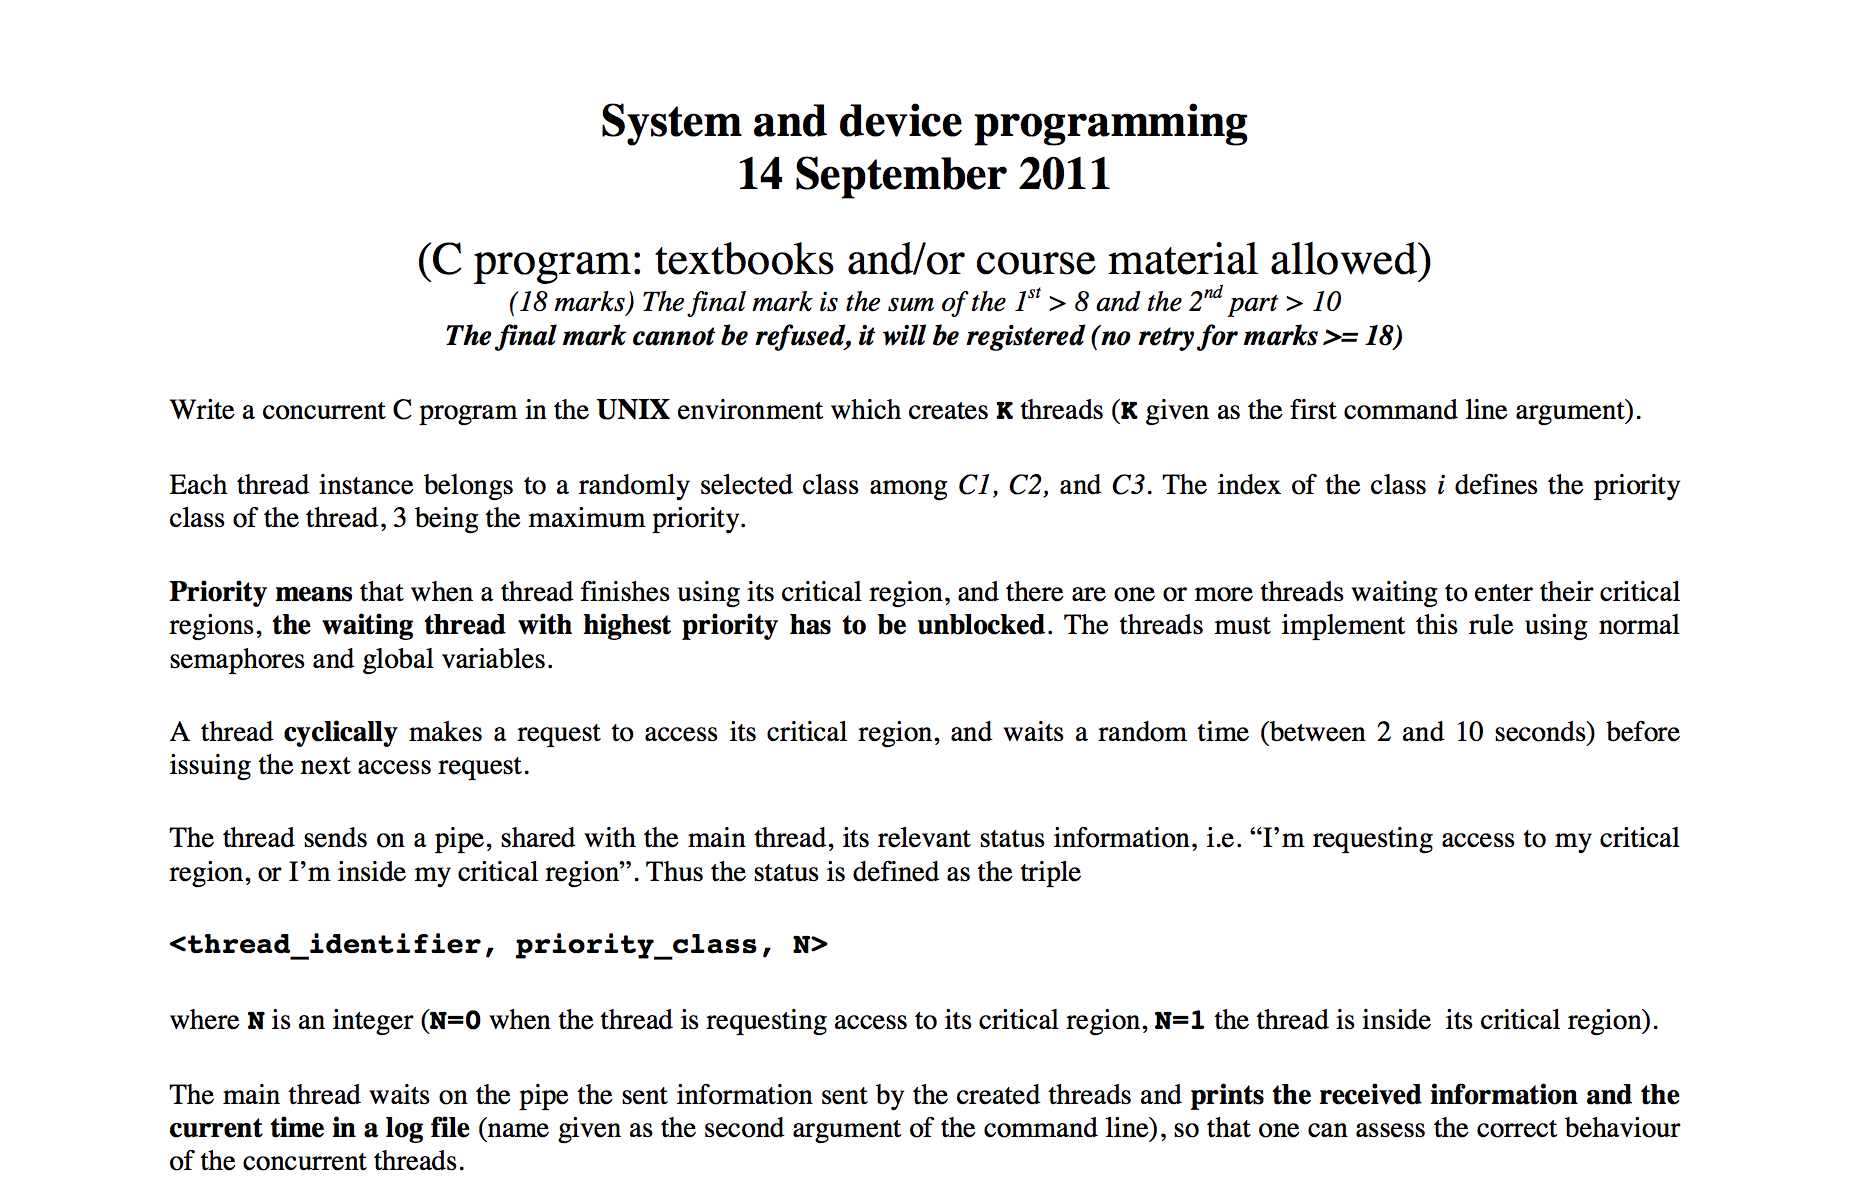 System and device programming
14 September 2011
(C program: textbooks and/or course material allowed)
(18 marks) The final mark is the sum of the 1st > 8 and the 2nd part > 10
The final mark cannot be refused, it will be registered (no retry for marks >= 18)
Write a concurrent C program in the UNIX environment which creates K threads (K given as the first command line argument).
Each thread instance belongs to a randomly selected class among C1, C2, and C3. The index of the class i defines the priority
class of the thread, 3 being the maximum priority.
Priority means that when a thread finishes using its critical region, and there are one or more threads waiting to enter their critical
regions, the waiting thread with highest priority has to be unblocked. The threads must implement this rule using normal
semaphores and global variables.
A thread cyclically makes a request to access its critical region, and waits a random time (between 2 and 10 seconds) before
issuing the next access request.
The thread sends on a pipe, shared with the main thread, its relevant status information, i.e. “I’m requesting access to my critical
region, or I’m inside my critical region”. Thus the status is defined as the triple
<thread_identifier, priority_class, N>
where N is an integer (N=0 when the thread is requesting access to its critical region, N=1 the thread is inside its critical region).
The main thread waits on the pipe the sent information sent by the created threads and prints the received information and the
current time in a log file (name given as the second argument of the command line), so that one can assess the correct behaviour
of the concurrent threads.